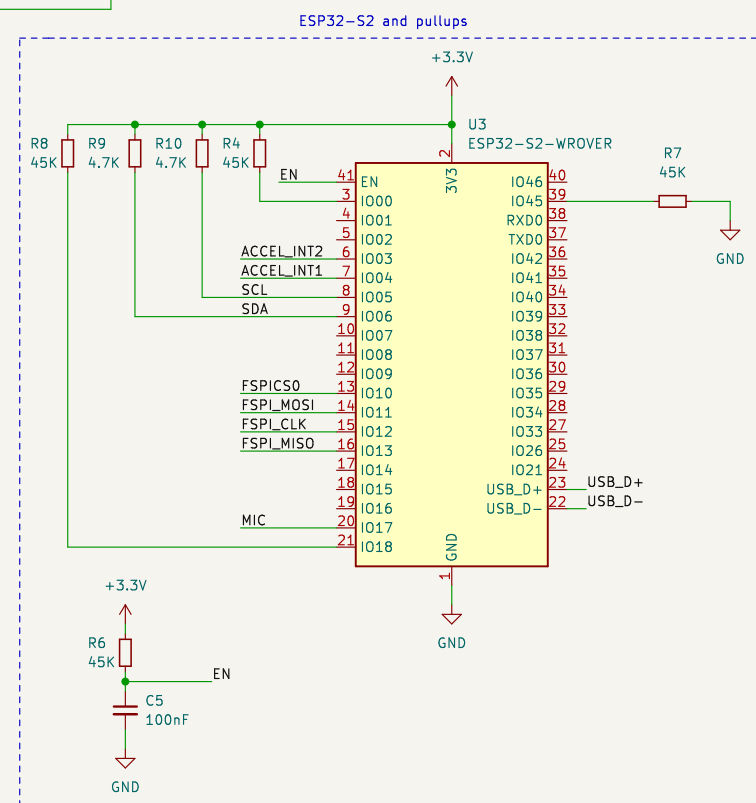 ESP32-S2 and pullups
+3.3V
R8
45K
R9
4.7K
R10
4.7K
R4
45K
U3
ESP32-S2-WROVER
R7
45K
GND
EN
ACCEL_INT2
ACCEL_INT1
SCL
SDA
FSPICS0
FSPI_MOSI
FSPI_CLK
FSPI_MISO
MIC
2
3V3
41 EN
3 IO00
4 IO01
5 IO02
6 IO03
7 IO04
8 IO05
9 IO06
10 IO07
11 IO08
12 IO09
13 IO10
14 IO11
15 IO12
16 IO13
17 IO14
18 IO15
19 IO16
20 IO17
21 IO18
IO46 40
IO45 39
RXD0 38
TXD0 37
IO42 36
IO41 35
IO40 34
IO39 33
IO38 32
IO37 31
IO36 30
IO35 29
IO34 28
IO33 27
IO26 25
IO21 24
USB_D+ 23 USB_D+
USB_D- 22 USB_D-
GND
1
GND
+3.3V
R6
45K
EN
C5
100nF
GND